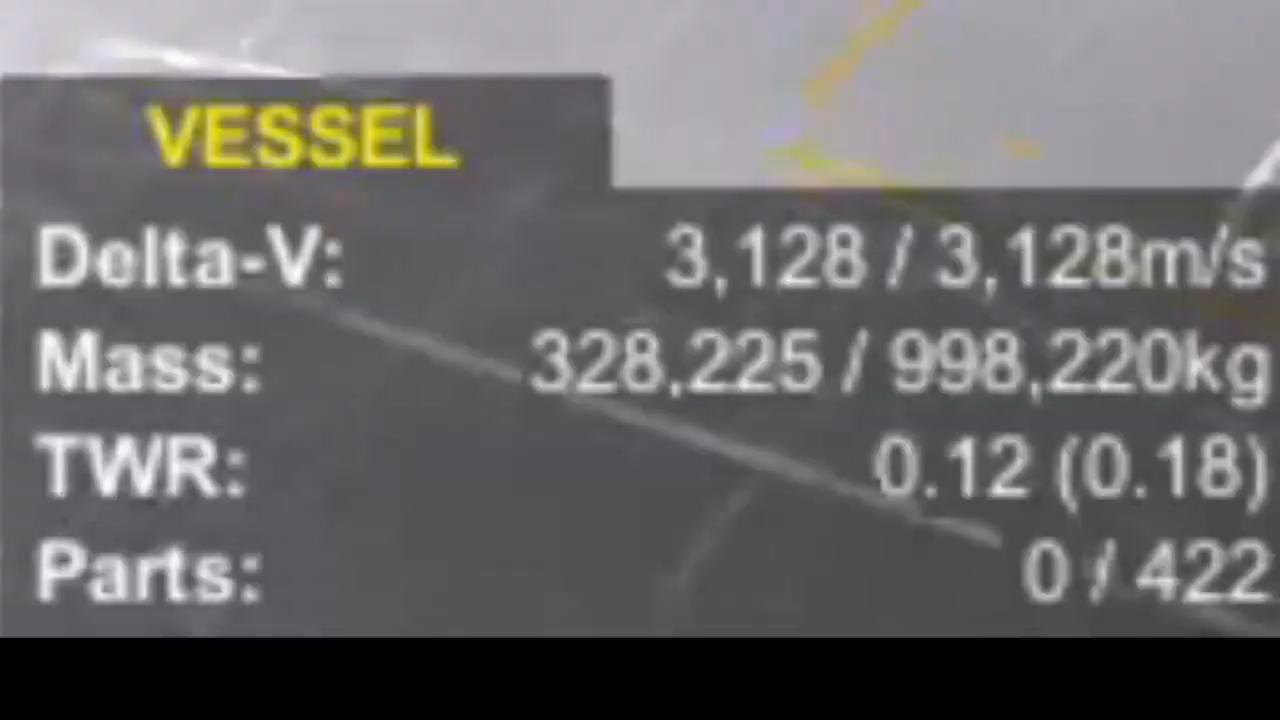 VESSEL
Delta-V: 3,128 / 3,128m/s
Mass: 328,225 / 998,220kg
TWR: 0.12 (0.18)
Parts: 0 / 422